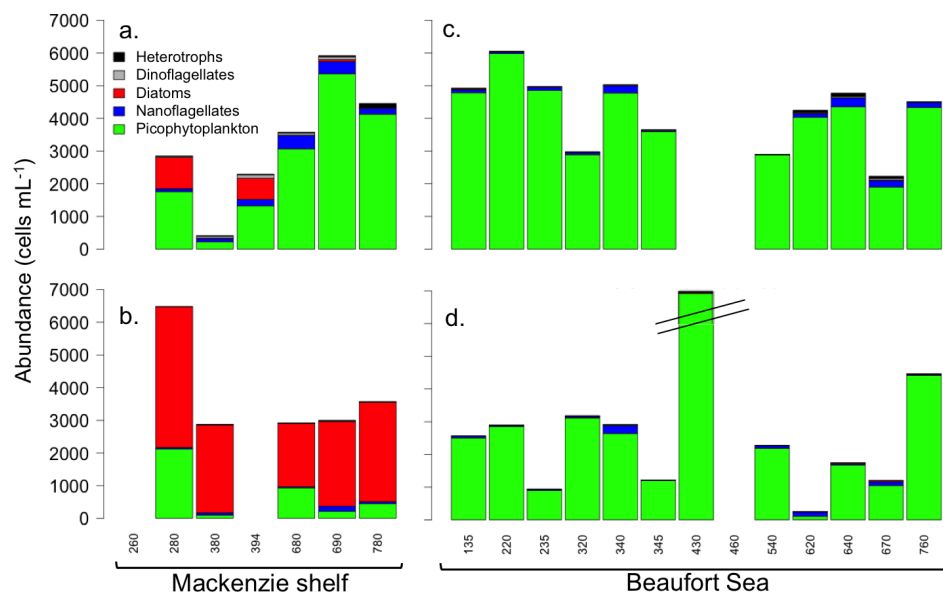 Abundance (cells mL-1)
a.
7000
6000
5000
4000
3000
2000
1000
0
Heterotrophs
Dinoflagellates
Diatoms
Nanoflagellates
Picophytoplankton
c.
b.
7000
6000
5000
4000
3000
2000
1000
0
d.
260 280 380 394 680 690 780
135 220 235 320 340 345 430 460 540 620 640 670 760
Mackenzie shelf
Beaufort Sea